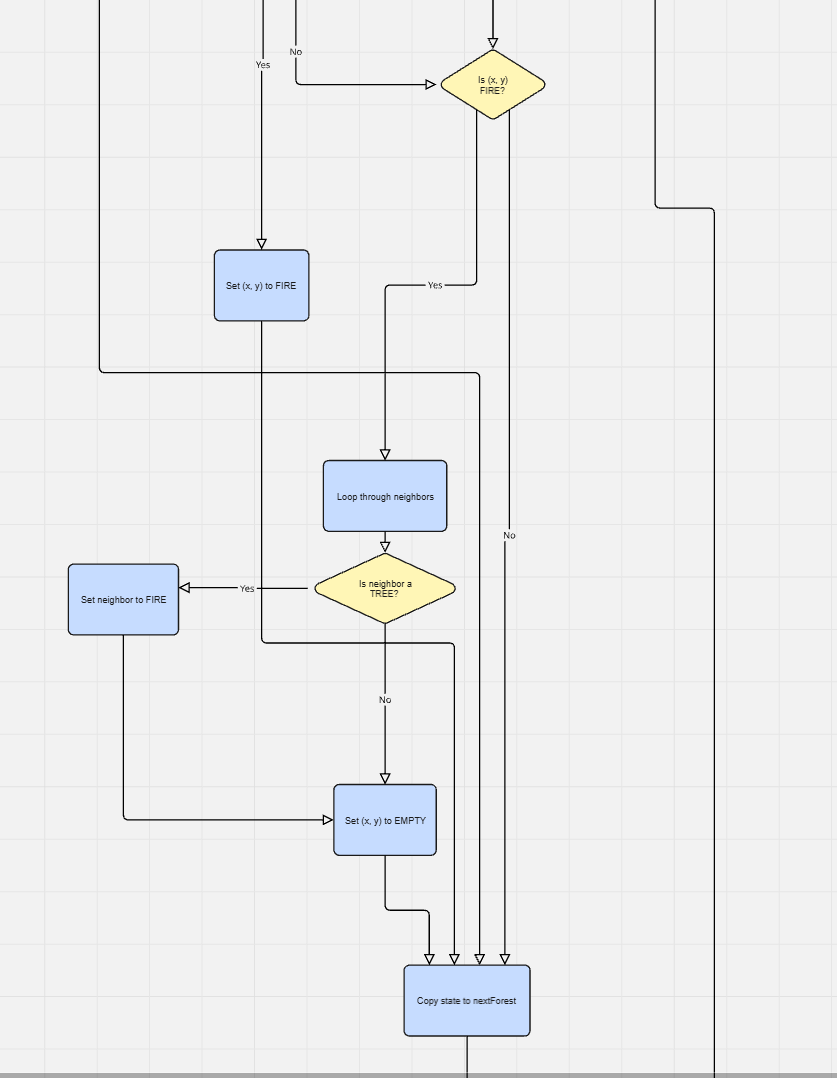 No
Yes
Is (x, y)
FIRE?
Set (x, y) to FIRE
Yes
Loop through neighbors
No
Is neighbor a
TREE?
Yes
Set neighbor to FIRE
No
Set (x, y) to EMPTY
Copy state to nextForest